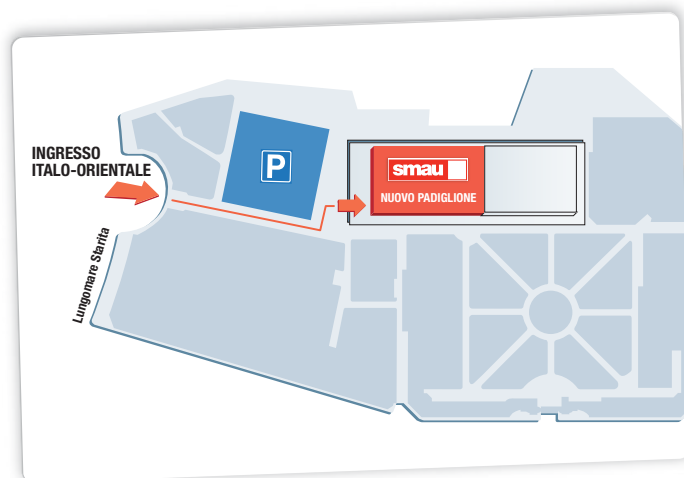 INGRESSO
ITALO-ORIENTALE
Lungomare Starita
P
smau
NUOVO PADIGLIONE